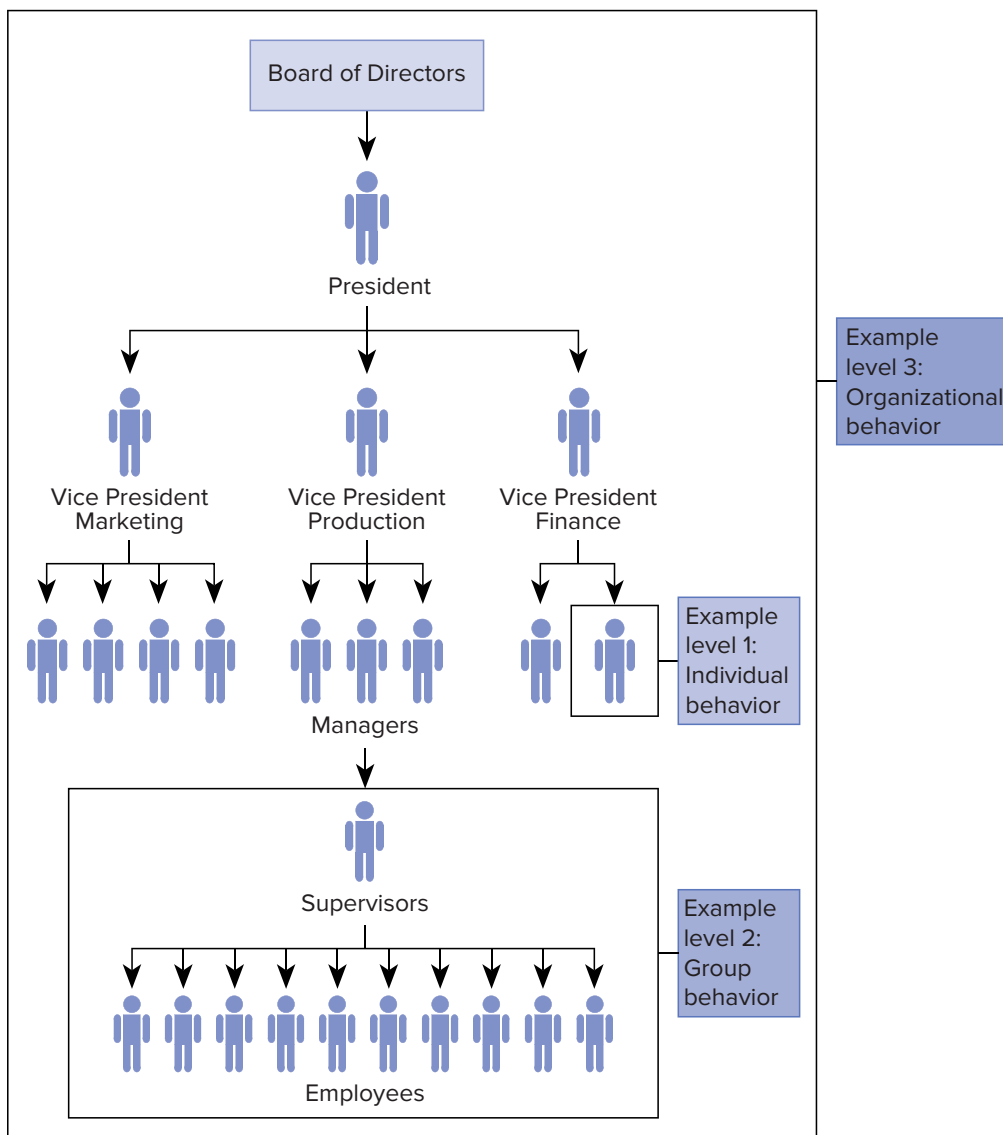 Board of Directors
President
Example
level 3:
Organizational
behavior
Vice President
Marketing
Vice President
Production
Vice President
Finance
Example
level 1:
Individual
behavior
Managers
Supervisors
Example
level 2:
Group
behavior
Employees